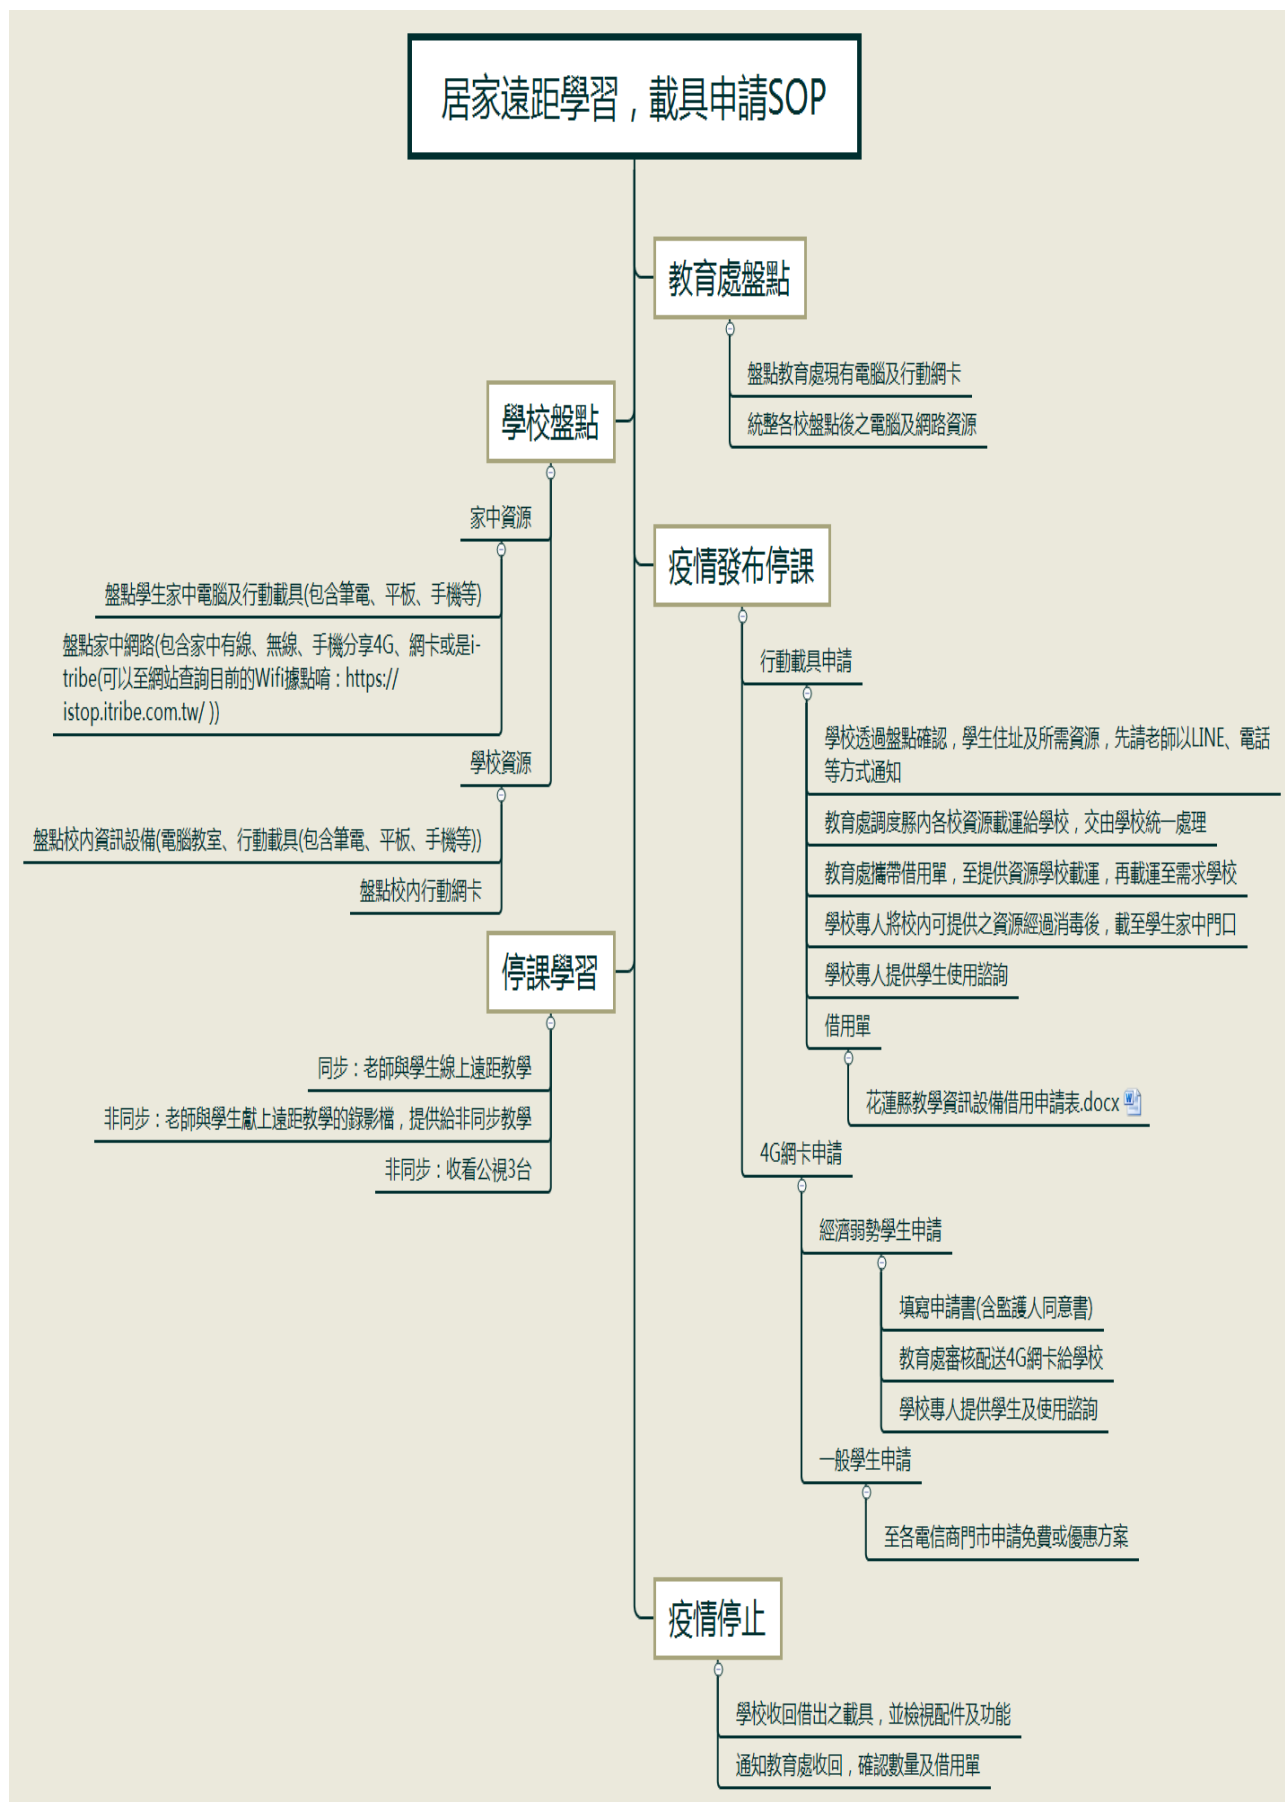 居家遠距學習，載具申請SOP
教育處盤點
盤點教育處現有電腦及行動網卡
統整各校盤點後之電腦及網路資源
學校盤點
家中資源
盤點學生家中電腦及行動載具(包含筆電、平板、手機等)
盤點家中網路(包含家中有線、無線、手機分享4G、網卡或是i-
tribe(可以至網站查詢目前的Wifi據點唷：https://
istop.itribe.com.tw/ ))
學校資源
盤點校內資訊設備(電腦教室、行動載具(包含筆電、平板、手機等))
盤點校內行動網卡
疫情發布停課
行動載具申請
學校透過盤點確認，學生住址及所需資源，先請老師以LINE、電話
等方式通知
教育處調度縣內各校資源載運給學校，交由學校統一處理
教育處攜帶借用單，至提供資源學校載運，再載運至需求學校
學校專人將校內可提供之資源經過消毒後，載至學生家中門口
學校專人提供學生使用諮詢
借用單
花蓮縣教學資訊設備借用申請表.docx
4G網卡申請
經濟弱勢學生申請
填寫申請書(含監護人同意書)
教育處審核配送4G網卡給學校
學校專人提供學生及使用諮詢
一般學生申請
至各電信商門市申請免費或優惠方案
停課學習
同步：老師與學生線上遠距教學
非同步：老師與學生獻上遠距教學的錄影檔，提供給非同步教學
非同步：收看公視3台
疫情停止
學校收回借出之載具，並檢視配件及功能
通知教育處收回，確認數量及借用單